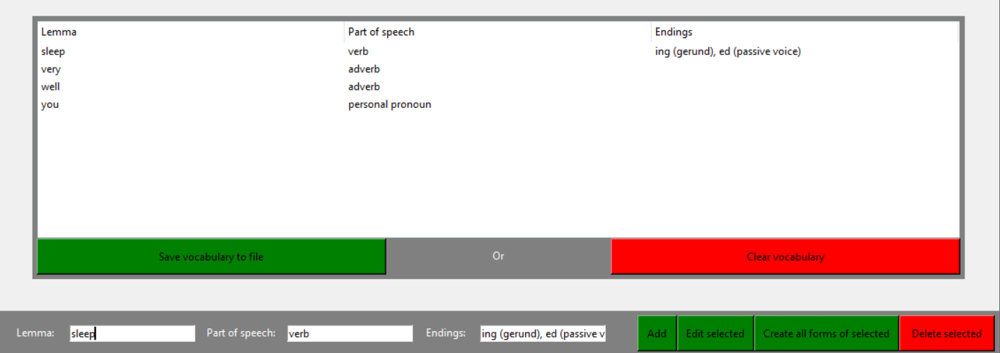 Lemma Part of speech Endings
sleep verb ing (gerund), ed (passive voice)
very adverb
well adverb
you personal pronoun
Save vocabulary to file Or Clear vocabulary
Lemma: sleep Part of speech: verb Endings: ing (gerund), ed (passive v Add Edit selected Create all forms of selected Delete selected